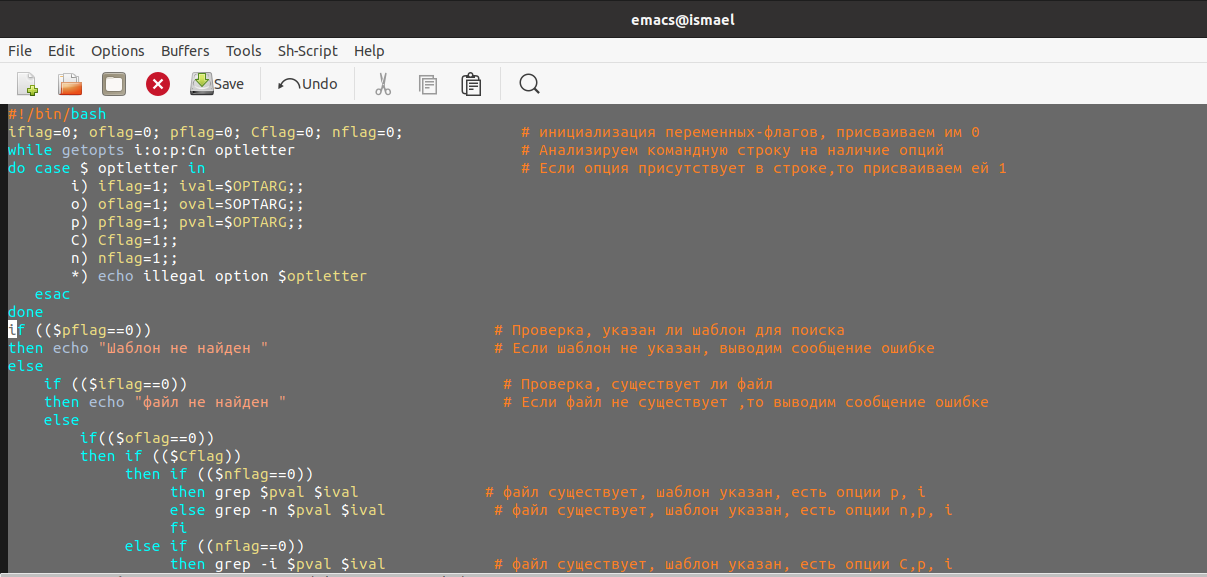 emacs@ismael
File Edit Options Buffers Tools Sh-Script Help
Save Undo
#!/bin/bash
iflag=0; oflag=0; pflag=0; Cflag=0; nflag=0; # инициализация переменных-флагов, присваиваем им 0
while getopts i:o:p:Cn optletter # Анализируем командную строку на наличие опций
do case $ optletter in # Если опция присутствует в строке,то присваиваем ей 1
i) iflag=1; ival=$OPTARG;;
o) oflag=1; oval=SOPTARG;;
p) pflag=1; pval=$OPTARG;;
C) Cflag=1;;
n) nflag=1;;
*) echo illegal option $optletter
esac
done
if (($pflag==0)) # Проверка, указан ли шаблон для поиска
then echo "Шаблон не найден " # Если шаблон не указан, выводим сообщение ошибке
else
if (($iflag==0)) # Проверка, существует ли файл
then echo "файл не найден " # Если файл не существует ,то выводим сообщение ошибке
else
if(($oflag==0))
then if (($Cflag))
then if (($nflag==0))
then grep $pval $ival # файл существует, шаблон указан, есть опции p, i
else grep -n $pval $ival # файл существует, шаблон указан, есть опции n,p, i
fi
else if ((nflag==0))
then grep -i $pval $ival # файл существует, шаблон указан, есть опции C,p, i